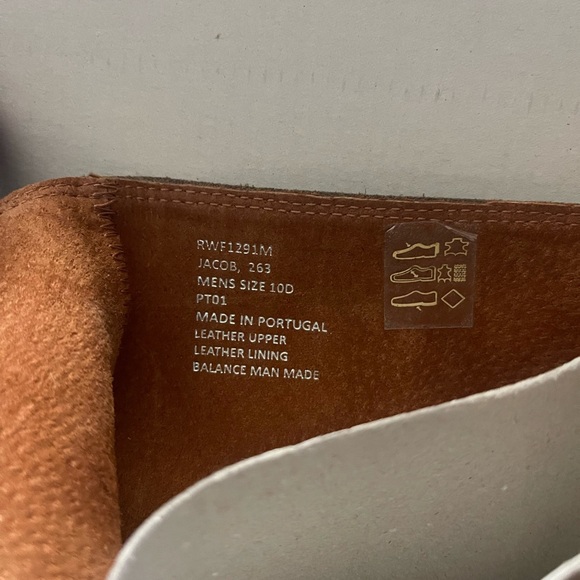 RWF1291M
JACOB, 263
MENS SIZE 10D
PT01
MADE IN PORTUGAL
LEATHER UPPER
LEATHER LINING
BALANCE MAN MADE